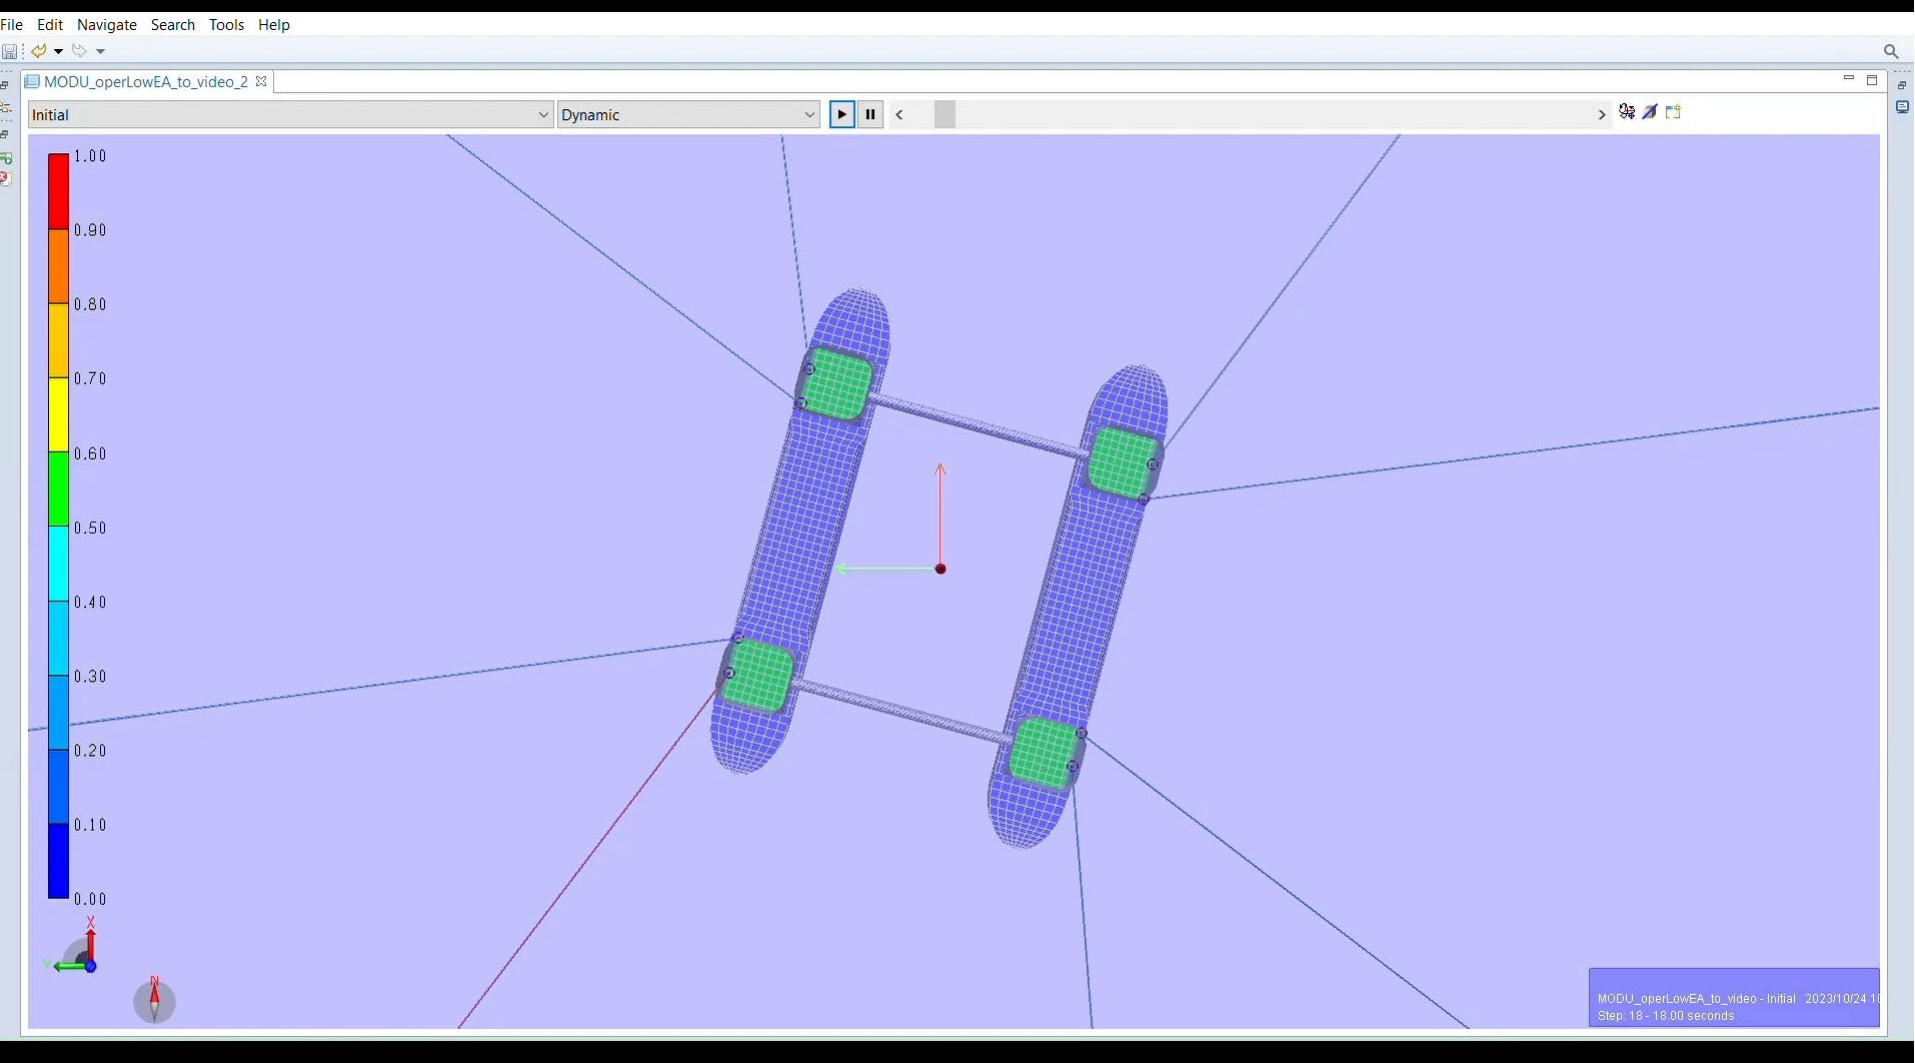 File Edit Navigate Search Tools Help
MODU_operLowEA_to_video_2
Initial Dynamic
1.00
0.90
0.80
0.70
0.60
0.50
0.40
0.30
0.20
0.10
0.00
X
Y
N
MODU_operLowEA_to_video - Initial 2023/10/24
Step: 18 - 18.00 seconds